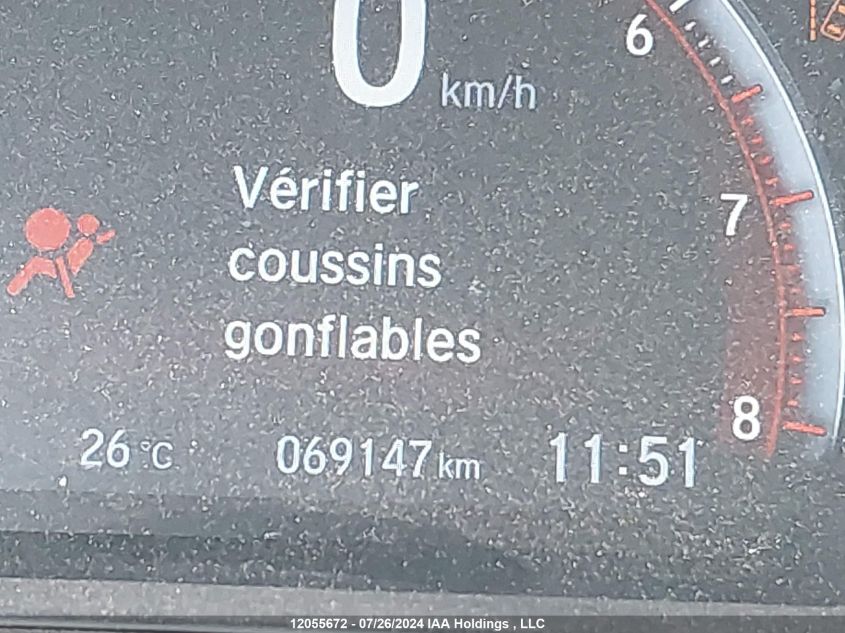 6
0 km/h
Vérifier
7
coussins
gonflables
8
26 °C 069147 km 11:51
12055672 - 07/26/2024 IAA Holdings , LLC